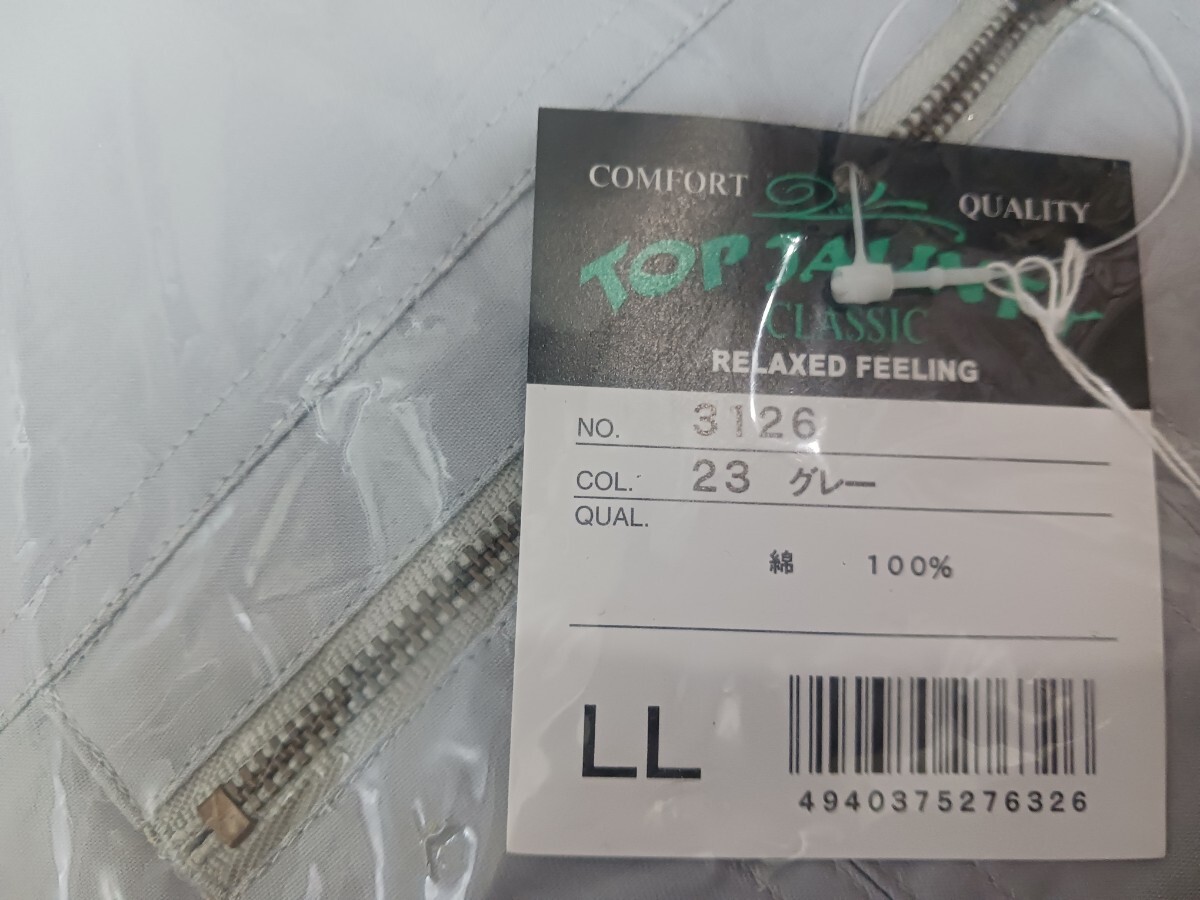 COMFORT QUALITY
TOP
CLASSIC
RELAXED FEELING
NO. 3126
COL. 23 グレー
QUAL.
綿 100%
LL
4940375276326